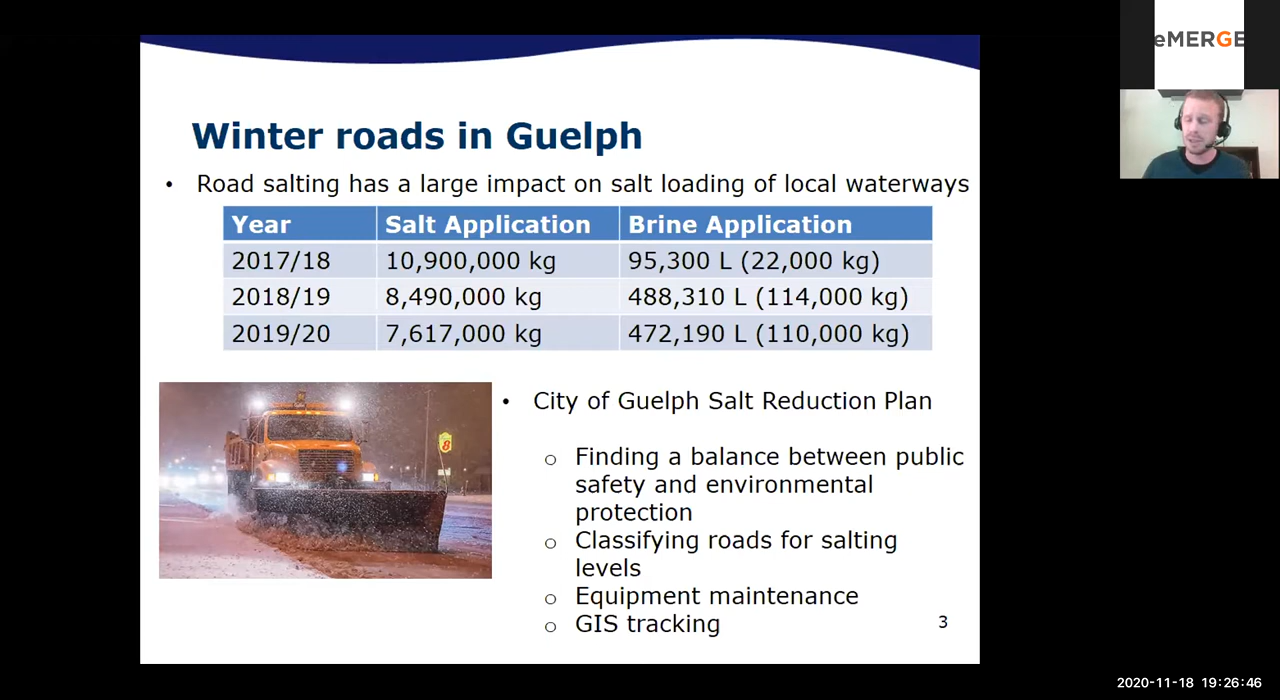 eMERGE
Winter roads in Guelph
• Road salting has a large impact on salt loading of local waterways
Year Salt Application Brine Application
2017/18 10,900,000 kg 95,300 L (22,000 kg)
2018/19 8,490,000 kg 488,310 L (114,000 kg)
2019/20 7,617,000 kg 472,190 L (110,000 kg)
8
• City of Guelph Salt Reduction Plan
o Finding a balance between public
safety and environmental
protection
o Classifying roads for salting
levels
o Equipment maintenance
o GIS tracking
3
2020-11-18 19:26:46